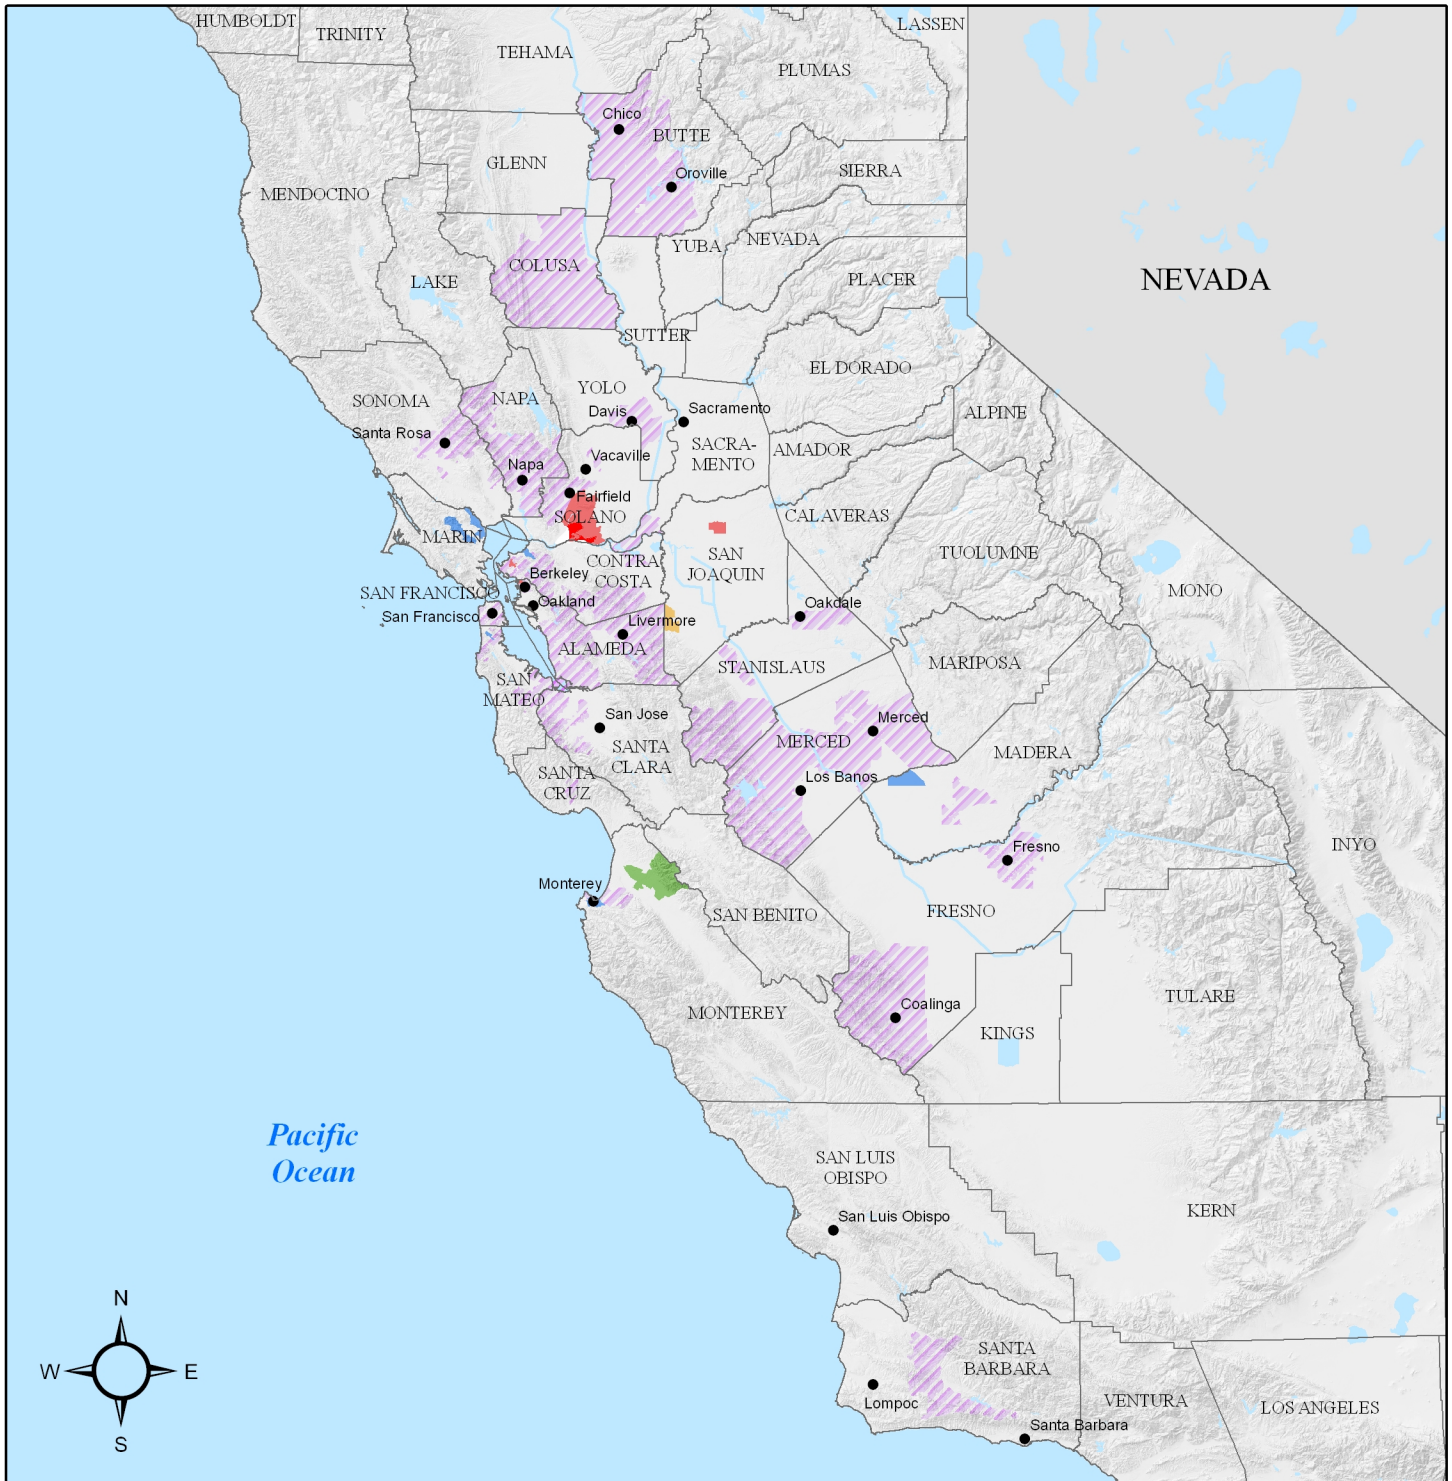 HUMBOLDT
TRINITY
TEHAMA
LASSEN
PLUMAS
Chico
BUTTE
GLENN
Oroville
SIERRA
MENDOCINO
YUBA
NEVADA
COLUSA
LAKE
PLACER
NEVADA
SUTTER
EL DORADO
YOLO
NAPA
SONOMA
Davis
Sacramento
ALPINE
Santa Rosa
SACRA-
MENTO
AMADOR
Vacaville
Napa
Fairfield
SOLANO
CALAVERAS
MARIN
SAN
JOAQUIN
TUOLUMNE
CONTRA
COSTA
Berkeley
MONO
SAN FRANCISCO
Oakland
Oakdale
San Francisco
Livermore
ALAMEDA
STANISLAUS
MARIPOSA
SAN
MATEO
San Jose
Merced
MERCED
SANTA
CLARA
MADERA
SANTA
CRUZ
Los Banos
Fresno
INYO
Monterey
SAN BENITO
FRESNO
TULARE
Coalinga
MONTEREY
KINGS
Pacific
Ocean
SAN LUIS
OBISPO
KERN
San Luis Obispo
N
W
E
S
SANTA
BARBARA
Lompoc
VENTURA
LOS ANGELES
Santa Barbara